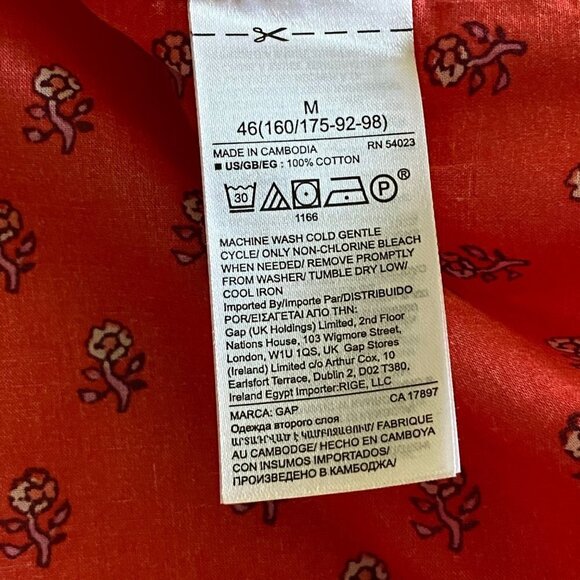 M
46(160/175-92-98)
MADE IN CAMBODIA RN 54023
■ US/GB/EG : 100% COTTON
30 P ®
1166
MACHINE WASH COLD GENTLE
CYCLE/ ONLY NON-CHLORINE BLEACH
WHEN NEEDED/ REMOVE PROMPTLY
FROM WASHER/ TUMBLE DRY LOW/
COOL IRON
Imported By/Importe Par/DISTRIBUIDO
POR/ΕΙΣΑΓΕΤΑΙ ΑΠΟ ΤΗΝ:
Gap (UK Holdings) Limited, 2nd Floor
Nations House, 103 Wigmore Street,
London, W1U 1QS, UK Gap Stores
(Ireland) Limited c/o Arthur Cox, 10
Earlsfort Terrace, Dublin 2, D02 T380,
Ireland Egypt Importer:RIGE, LLC
MARCA: GAP CA 17897
Одежда второго слоя
ԱՐՏԱԴՐՎԱԾ Է ԿԱՄԲՈՋԱՅՈՒՄ/ FABRIQUE
AU CAMBODGE/ HECHO EN CAMBOYA
CON INSUMOS IMPORTADOS/
ПРОИЗВЕДЕНО В КАМБОДЖА/